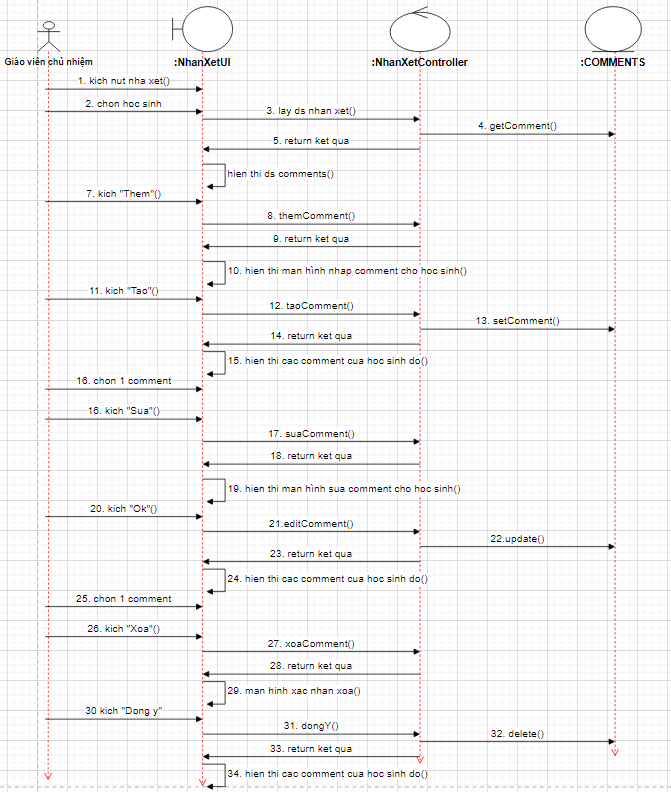 Giáo viên chủ nhiệm
:NhanXetUI
:NhanXetController
:COMMENTS
1. kich nut nha xet()
2. chon hoc sinh
3. lay ds nhan xet()
4. getComment()
5. return ket qua
hien thi ds comments()
7. kich "Them"()
8. themComment()
9. return ket qua
10. hien thi man hình nhap comment cho hoc sinh()
11. kich "Tao"()
12. taoComment()
13. setComment()
14. return ket qua
15. hien thi cac comment cua hoc sinh do()
16. chon 1 comment
16. kich "Sua"()
17. suaComment()
18. return ket qua
19. hien thi man hình sua comment cho hoc sinh()
20. kich "Ok"()
21.editComment()
22.update()
23. return ket qua
24. hien thi cac comment cua hoc sinh do()
25. chon 1 comment
26. kich "Xoa"()
27. xoaComment()
28. return ket qua
29. man hinh xac nhan xoa()
30 kich "Dong y"
31. dongY()
32. delete()
33. return ket qua
34. hien thi cac comment cua hoc sinh do()